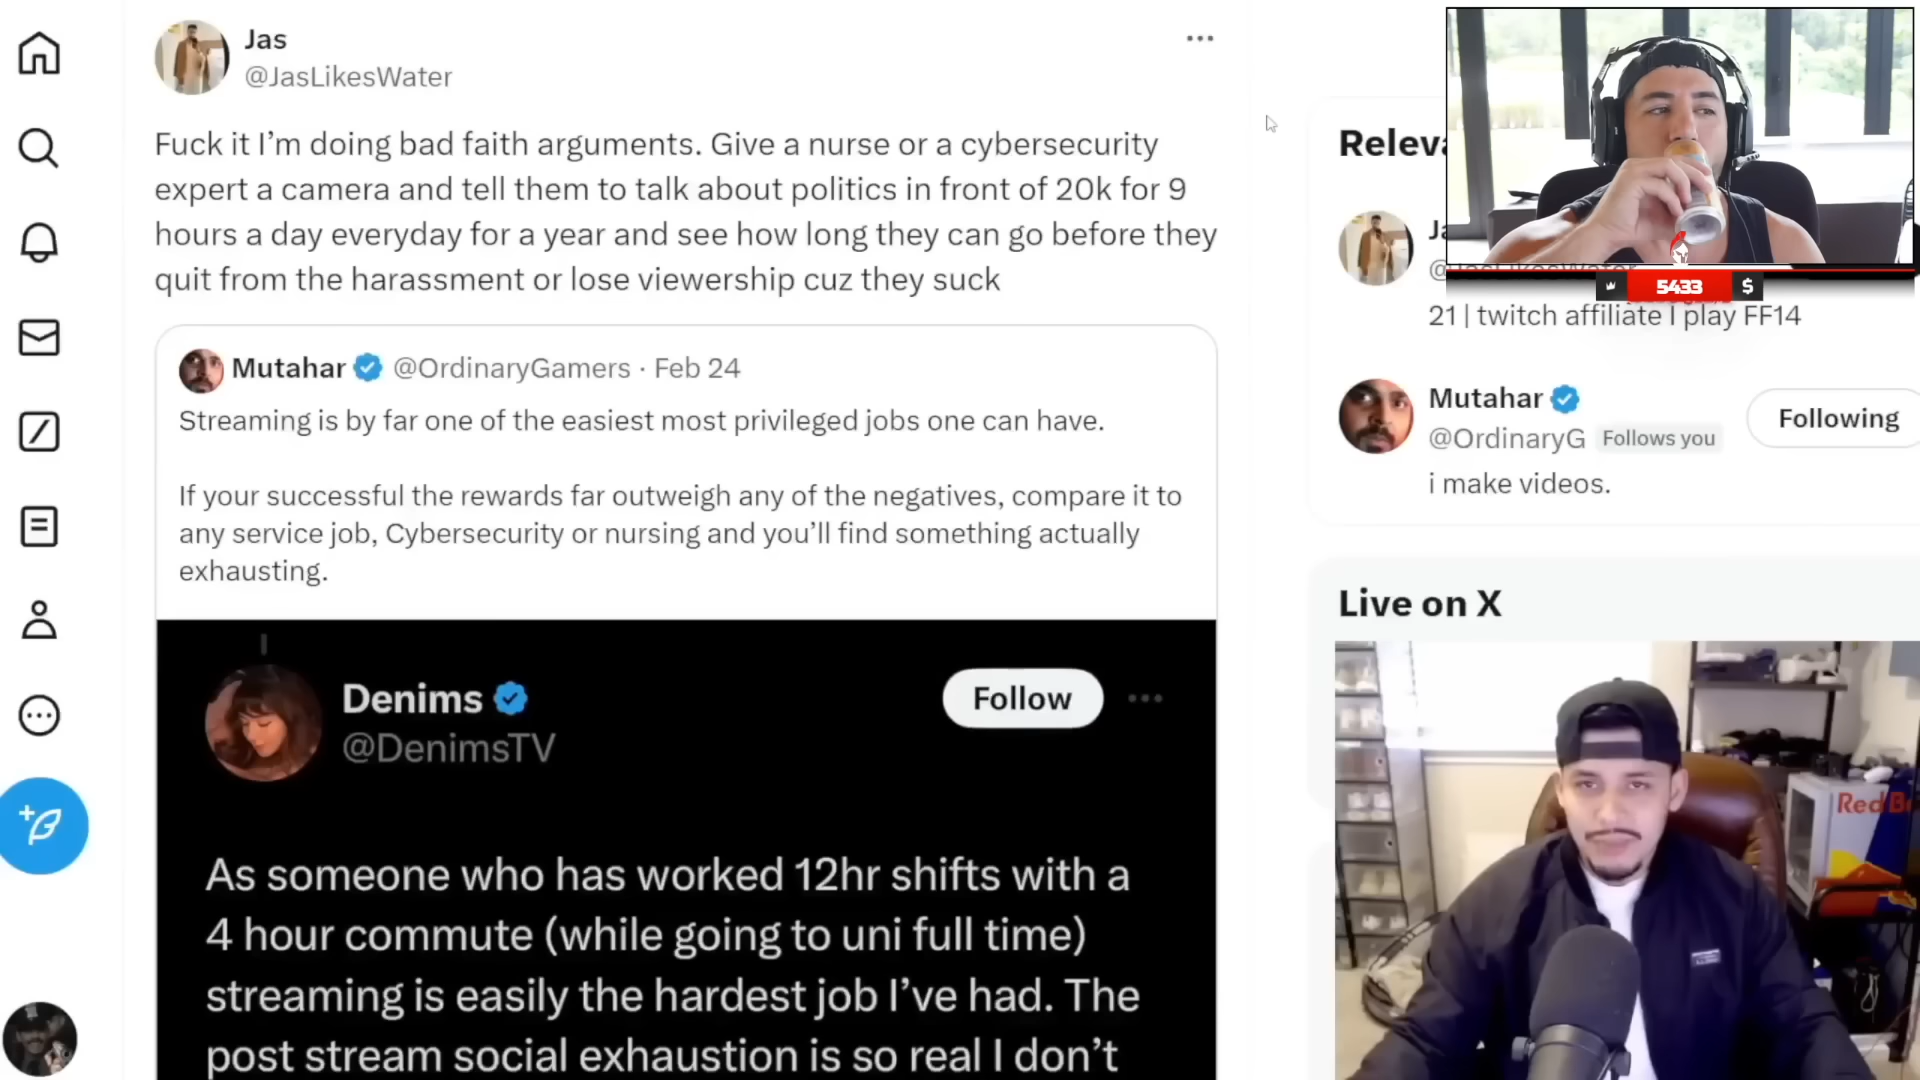 Jas
@JasLikesWater
Fuck it I'm doing bad faith arguments. Give a nurse or a cybersecurity
expert a camera and tell them to talk about politics in front of 20k for 9
hours a day everyday for a year and see how long they can go before they
quit from the harassment or lose viewership cuz they suck
Mutahar @OrdinaryGamers · Feb 24
Streaming is by far one of the easiest most privileged jobs one can have.
If your successful the rewards far outweigh any of the negatives, compare it to
any service job, Cybersecurity or nursing and you'll find something actually
exhausting.
Denims
@DenimsTV
Follow
As someone who has worked 12hr shifts with a
4 hour commute (while going to uni full time)
streaming is easily the hardest job I've had. The
post stream social exhaustion is so real I don't
Releva
5433 $
21 | twitch affiliate I play FF14
Mutahar
@OrdinaryG Follows you
Following
i make videos.
Live on X